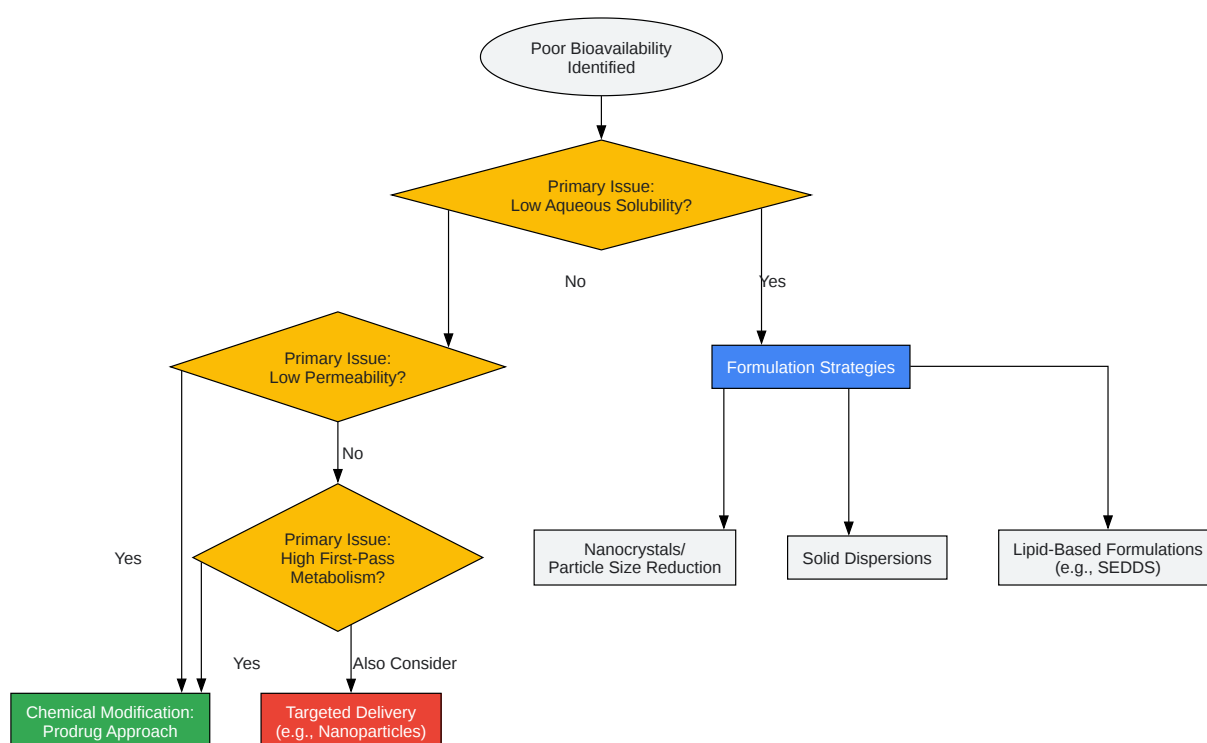 Poor Bioavailability
Identified
Primary Issue:
Low Aqueous Solubility?
No
Yes
Primary Issue:
Low Permeability?
Formulation Strategies
No
Yes
Primary Issue:
High First-Pass
Metabolism?
Nanocrystals/
Particle Size Reduction
Solid Dispersions
Lipid-Based Formulations
(e.g., SEDDS)
Yes
Also Consider
Chemical Modification:
Prodrug Approach
Targeted Delivery
(e.g., Nanoparticles)